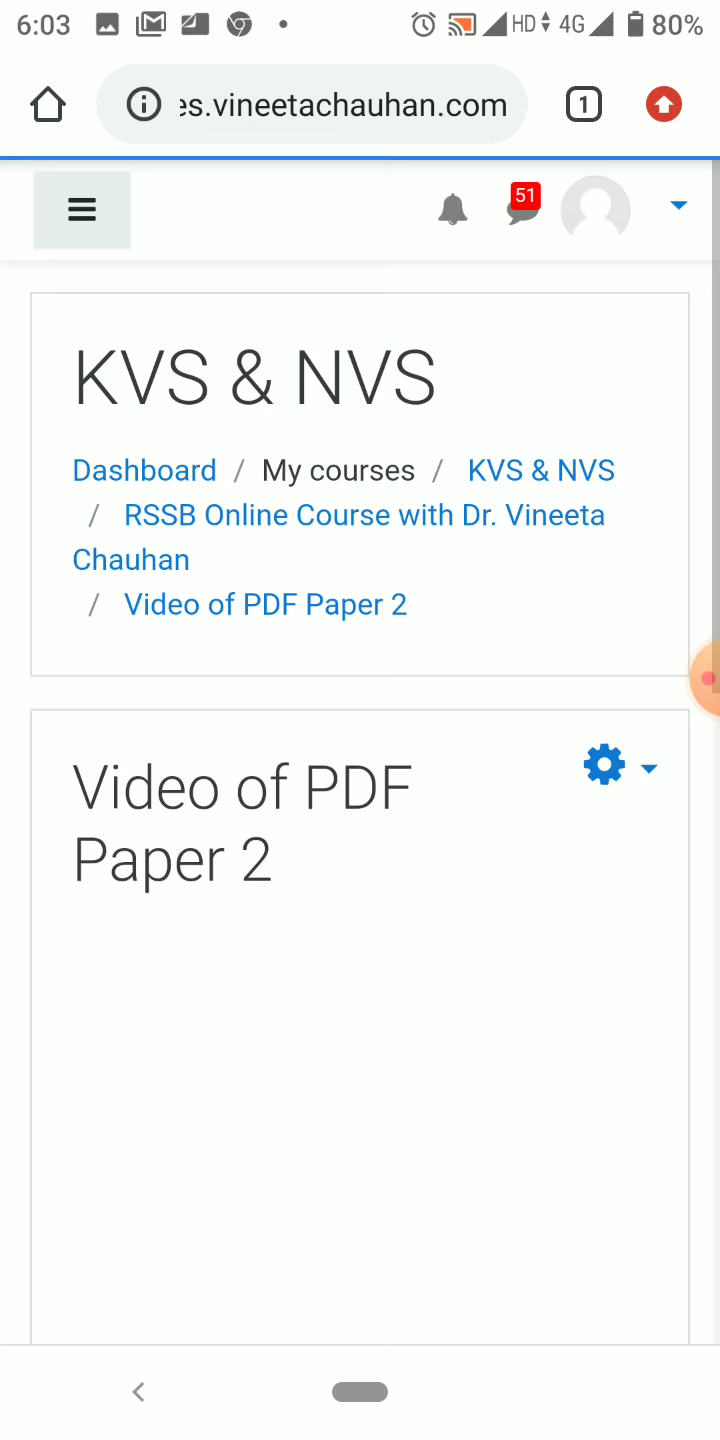 6:03 HD 4G 80%
es.vineetachauhan.com 1
51
KVS & NVS
Dashboard / My courses / KVS & NVS
/ RSSB Online Course with Dr. Vineeta
Chauhan
/ Video of PDF Paper 2
Video of PDF
Paper 2